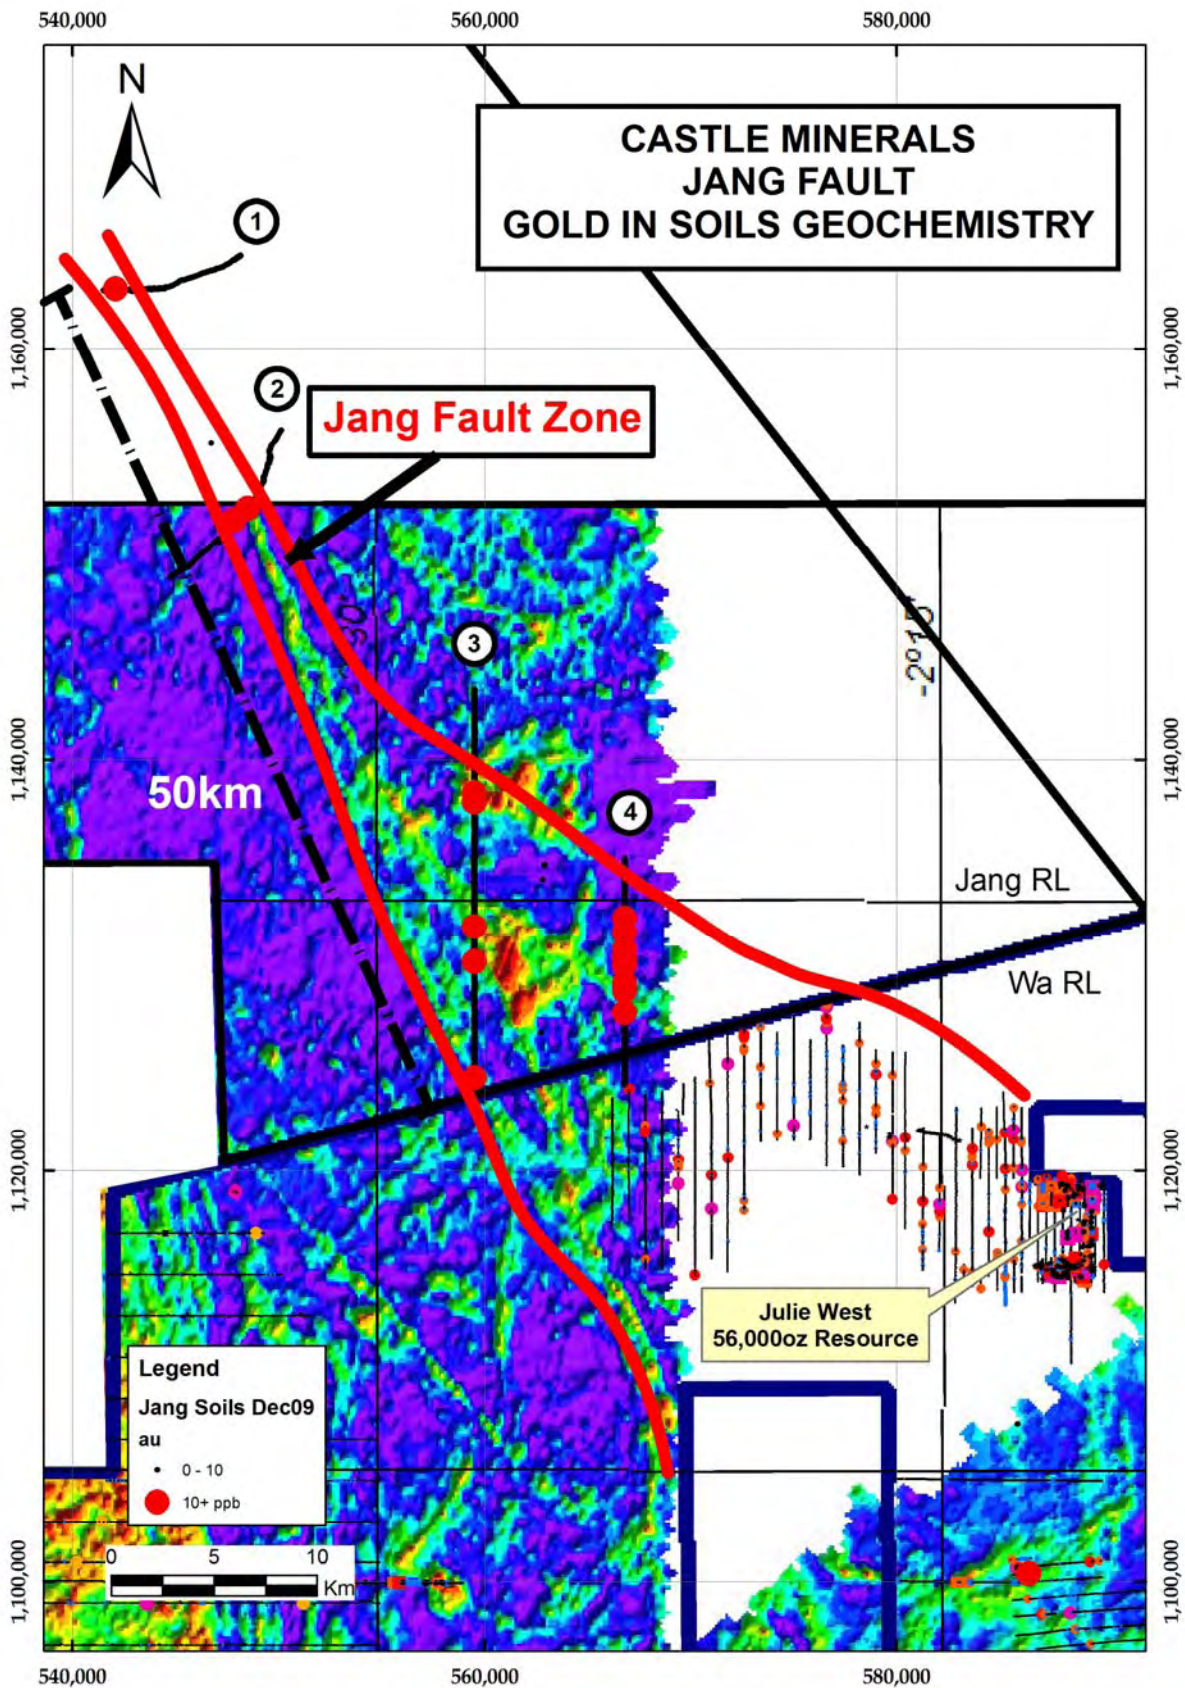 540,000
560,000
580,000
N
CASTLE MINERALS
JANG FAULT
GOLD IN SOILS GEOCHEMISTRY
1
1,160,000
1,160,000
2
Jang Fault Zone
3
-2°15'
1,140,000
1,140,000
50km
4
Jang RL
Wa RL
1,120,000
1,120,000
Julie West
56,000oz Resource
Legend
Jang Soils Dec09
au
0 - 10
10+ ppb
0 5 10
Km
1,100,000
1,100,000
540,000
560,000
580,000